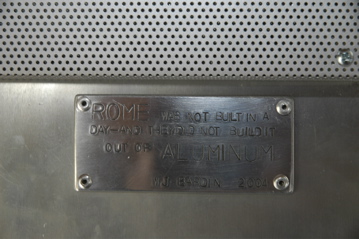 ROME WAS NOT BUILT IN A
DAY-AND THEY DID NOT BUILD IT
OUT OF ALUMINUM